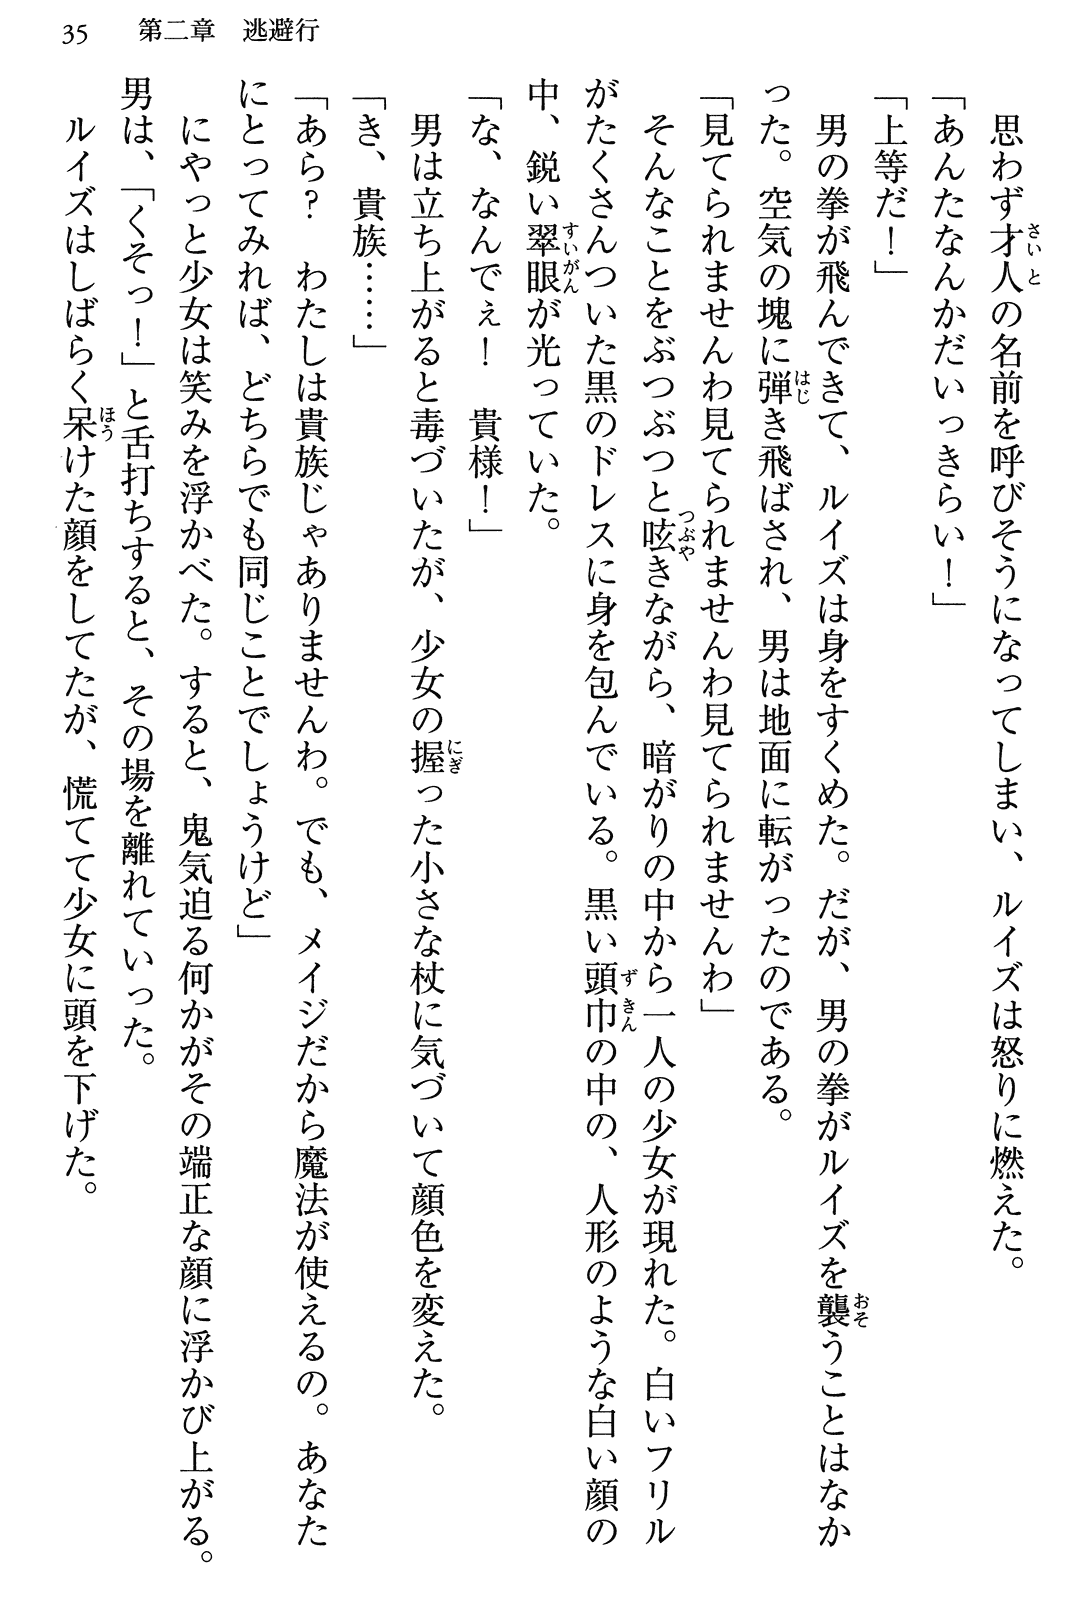 35　第二章　逃避行
　思わず才人の名前を呼びそうになってしまい、ルイズは怒りに燃えた。
「あんたなんかだいっきらい！」
「上等だ！」
　男の拳が飛んできて、ルイズは身をすくめた。だが、男の拳がルイズを襲うことはなか
った。空気の塊に弾き飛ばされ、男は地面に転がったのである。
「見てられませんわ見てられませんわ見てられませんわ」
　そんなことをぶつぶつと呟きながら、暗がりの中から一人の少女が現れた。白いフリル
がたくさんついた黒のドレスに身を包んでいる。黒い頭巾の中の、人形のような白い顔の
中、鋭い翠眼が光っていた。
「な、なんでぇ！　貴様！」
　男は立ち上がると毒づいたが、少女の握った小さな杖に気づいて顔色を変えた。
「き、貴族……」
「あら？　わたしは貴族じゃありませんわ。でも、メイジだから魔法が使えるの。あなた
にとってみれば、どちらでも同じことでしょうけど」
　にやっと少女は笑みを浮かべた。すると、鬼気迫る何かがその端正な顔に浮かび上がる。
男は、「くそっ！」と舌打ちすると、その場を離れていった。
　ルイズはしばらく呆けた顔をしてたが、慌てて少女に頭を下げた。